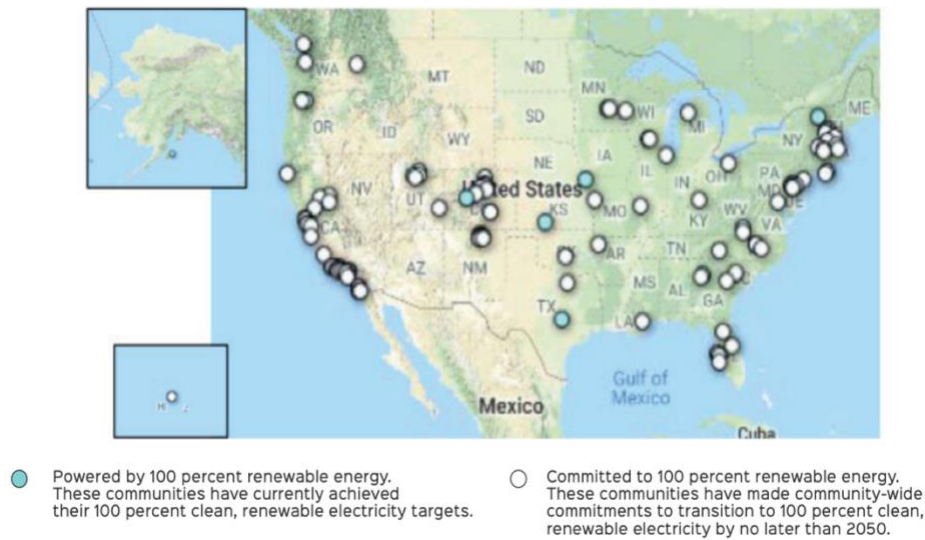 WA
MT
ND
MN
ME
OR
ID
SD
WI
MI
NY
WY
IA
NE
IL
IN
OH
PA
MD
DE
NV
UT
United States
KS
MO
KY
WV
VA
CA
AZ
NM
AR
TN
MS
AL
GA
TX
LA
HI
Gulf of
Mexico
Mexico
Cuba
Powered by 100 percent renewable energy.
These communities have currently achieved
their 100 percent clean, renewable electricity targets.
Committed to 100 percent renewable energy.
These communities have made community-wide
commitments to transition to 100 percent clean,
renewable electricity by no later than 2050.